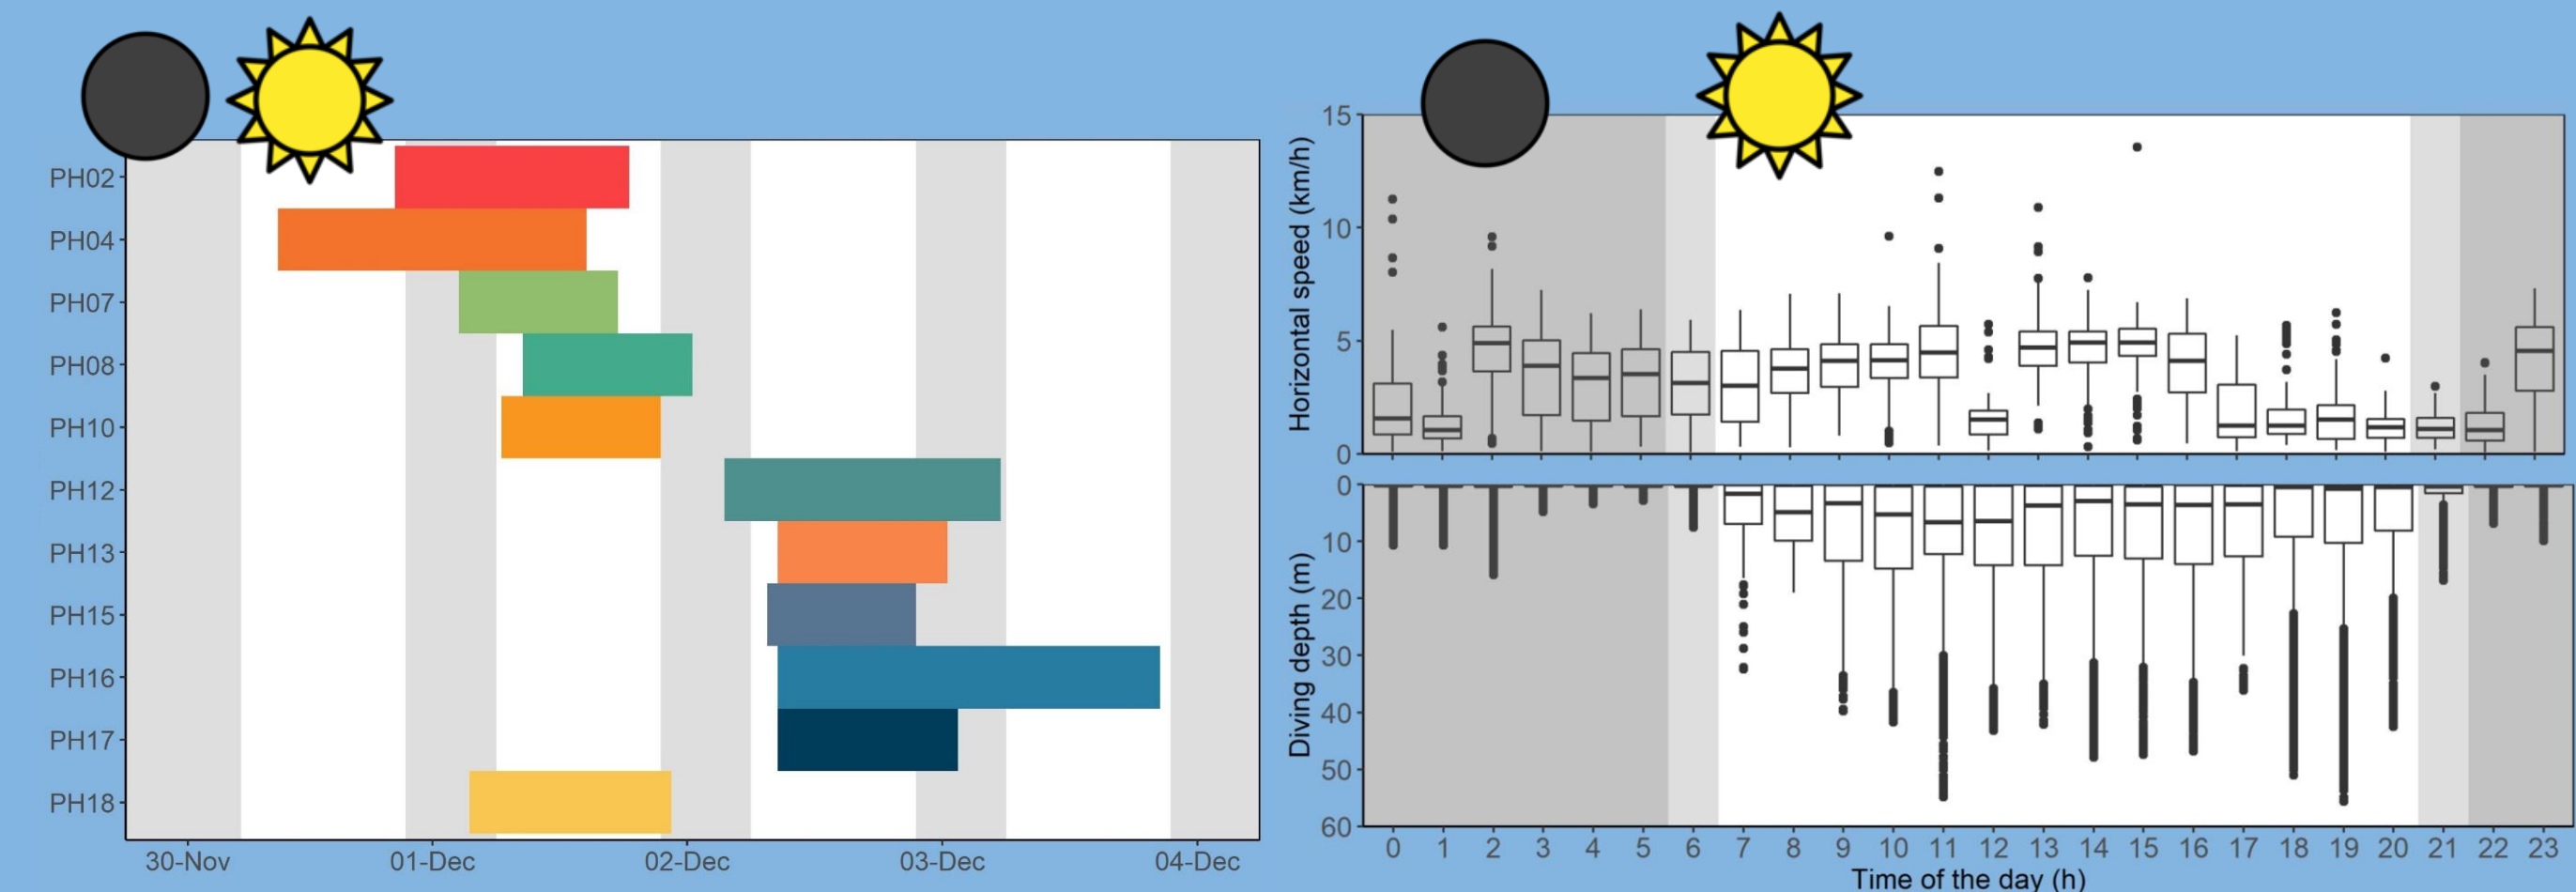 PH02
PH04
PH07
PH08
PH10
PH12
PH13
PH15
PH16
PH17
PH18
30-Nov 01-Dec 02-Dec 03-Dec 04-Dec
Horizontal speed (km/h)
15
10
5
0
Diving depth (m)
0
10
20
30
40
50
60
0 1 2 3 4 5 6 7 8 9 10 11 12 13 14 15 16 17 18 19 20 21 22 23
Time of the day (h)